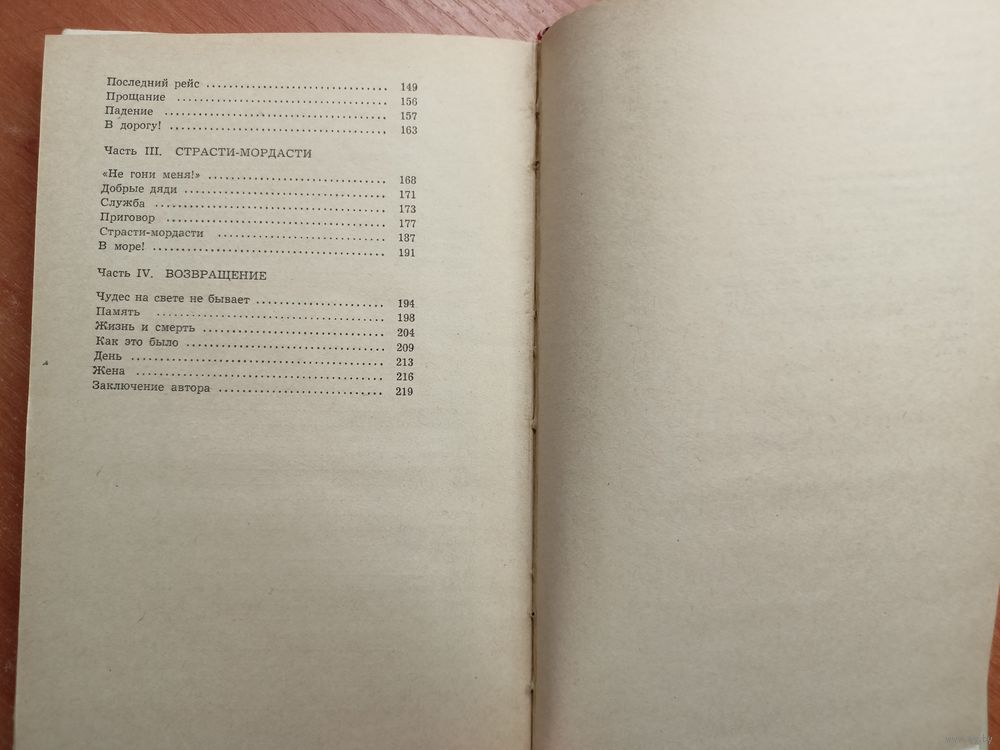 Последний рейс ............................... 149
Прощание .................................... 156
Падение ...................................... 157
В дорогу! ..................................... 163
Часть III. СТРАСТИ-МОРДАСТИ
«Не гони меня!» .............................. 168
Добрые дяди .................................. 171
Служба ....................................... 173
Приговор ..................................... 177
Страсти-мордасти ............................. 187
В море! ....................................... 191
Часть IV. ВОЗВРАЩЕНИЕ
Чудес на свете не бывает ...................... 194
Память ....................................... 198
Жизнь и смерть ............................... 204
Как это было .................................. 209
День .......................................... 213
Жена .......................................... 216
Заключение автора ............................ 219